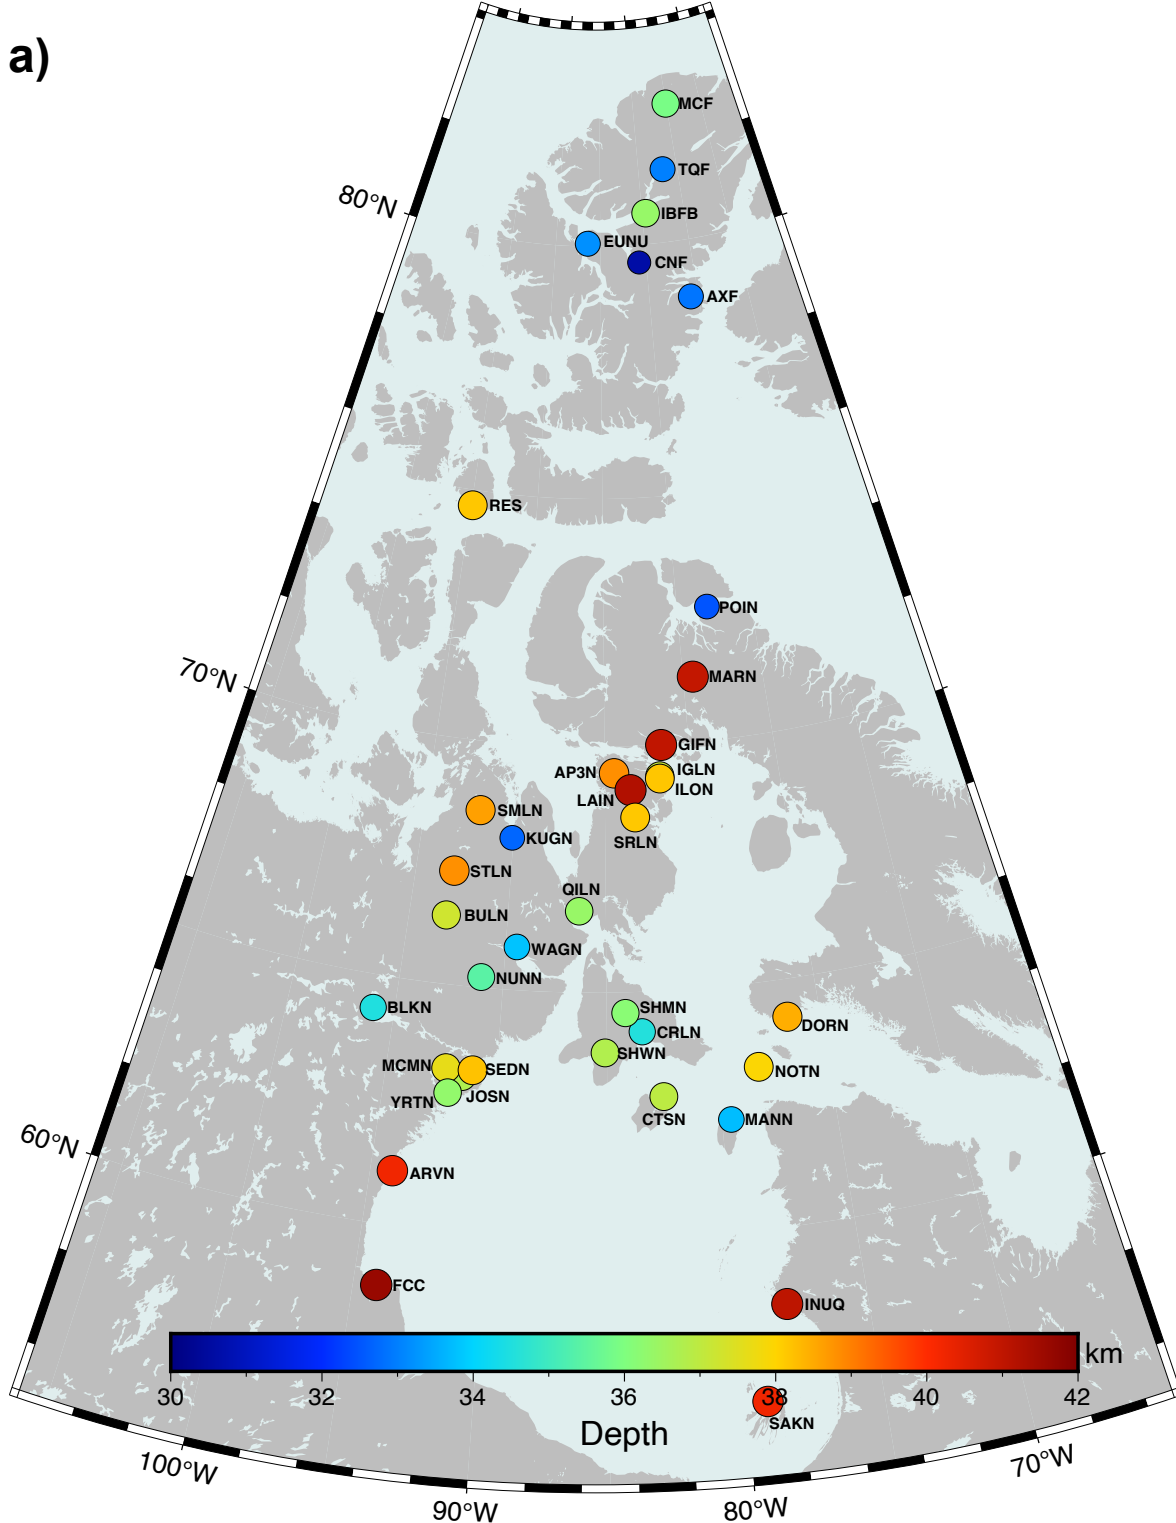 a)
MCF
TQF
80°N
IBFB
EUNU
CNF
AXF
RES
POIN
70°N
MARN
GIFN
AP3N
IGLN
ILON
LAIN
SMLN
KUGN
SRLN
STLN
QILN
BULN
WAGN
NUNN
BLKN
SHMN
DORN
CRLN
SHWN
MCMN
SEDN
NOTN
JOSN
YRTN
CTSN
MANN
60°N
ARVN
FCC
INUQ
km
30 32 34 36 38 40 42
SAKN
Depth
100°W
70°W
90°W
80°W